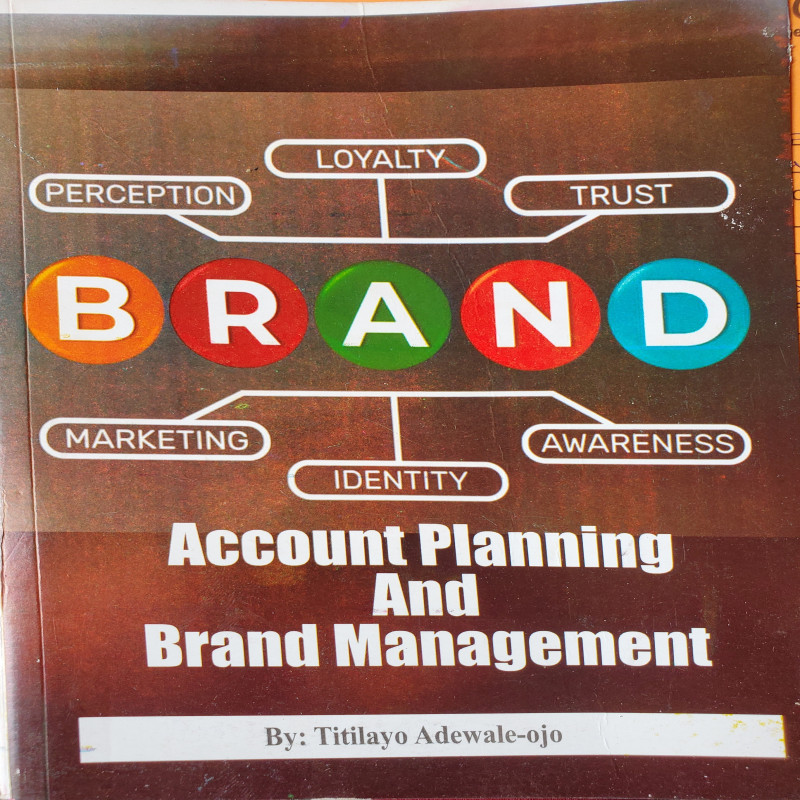 LOYALTY
PERCEPTION
TRUST
BRAND
MARKETING
AWARENESS
IDENTITY
Account Planning
And
Brand Management
By: Titilayo Adewale-ojo